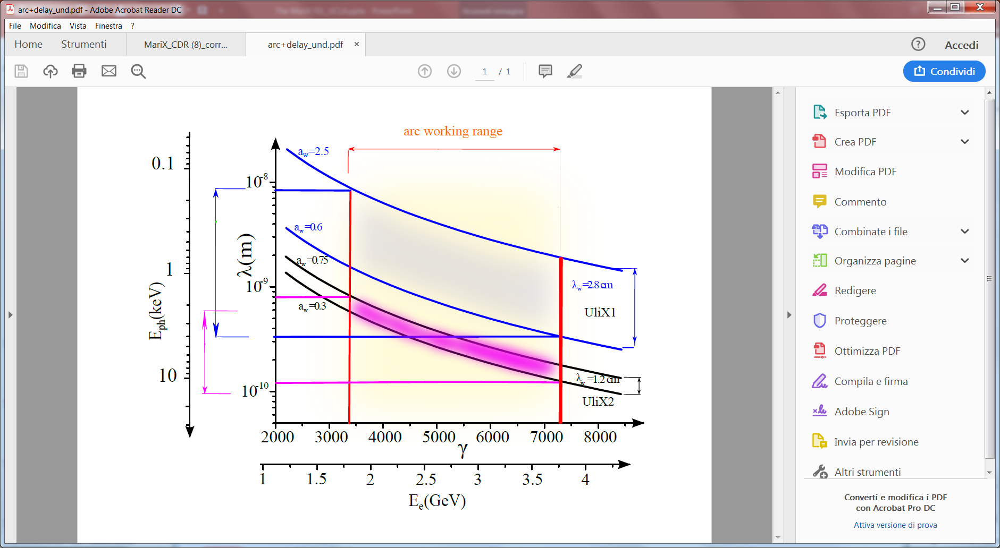 arc+delay_und.pdf - Adobe Acrobat Reader DC
File Modifica Vista Finestra ?
Home Strumenti MariX_CDR (8)_corr... arc+delay_und.pdf × ? Accedi
1 / 1 Condividi
arc working range
0.1
1
10
E_ph(keV)
λ(m)
10^-8
10^-9
10^-10
a_w=2.5
a_w=0.6
a_w=0.75
a_w=0.3
λ_w=2.8cm
UliX1
λ_w=1.2cm
UliX2
2000 3000 4000 5000 6000 7000 8000
γ
1 1.5 2 2.5 3 3.5 4
E_e(GeV)
Esporta PDF
Crea PDF
Modifica PDF
Commento
Combinate i file
Organizza pagine
Redigere
Proteggere
Ottimizza PDF
Compila e firma
Adobe Sign
Invia per revisione
Altri strumenti
Converti e modifica i PDF
con Acrobat Pro DC
Attiva versione di prova